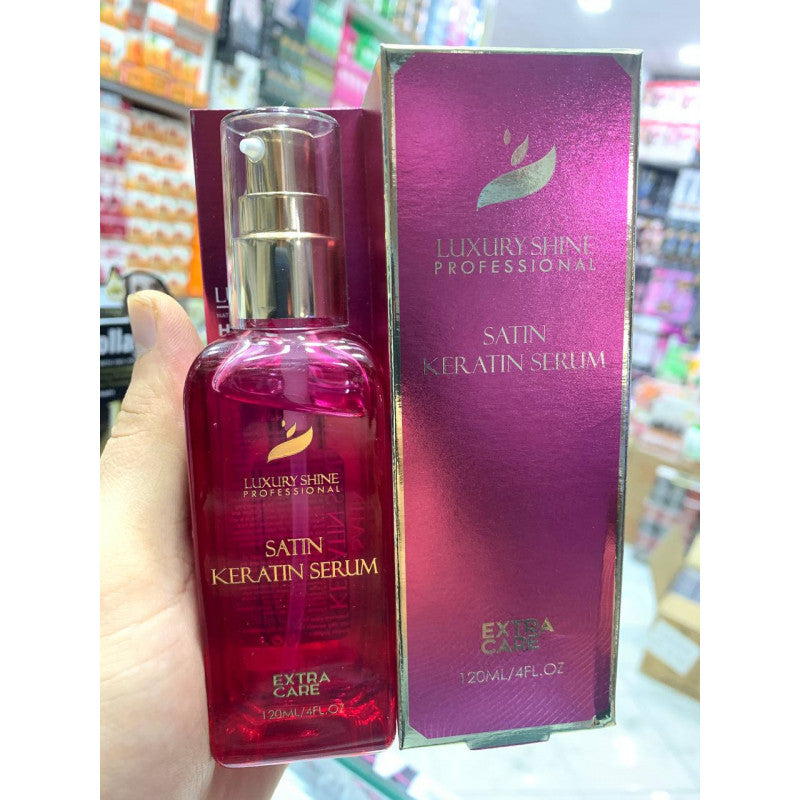 LUXURY SHINE
PROFESSIONAL
SATIN
KERATIN SERUM
EXTRA
CARE
120ML/4FL.OZ
LUXURY SHINE
PROFESSIONAL
SATIN
KERATIN SERUM
EXTRA
CARE
120ML/4FL.OZ